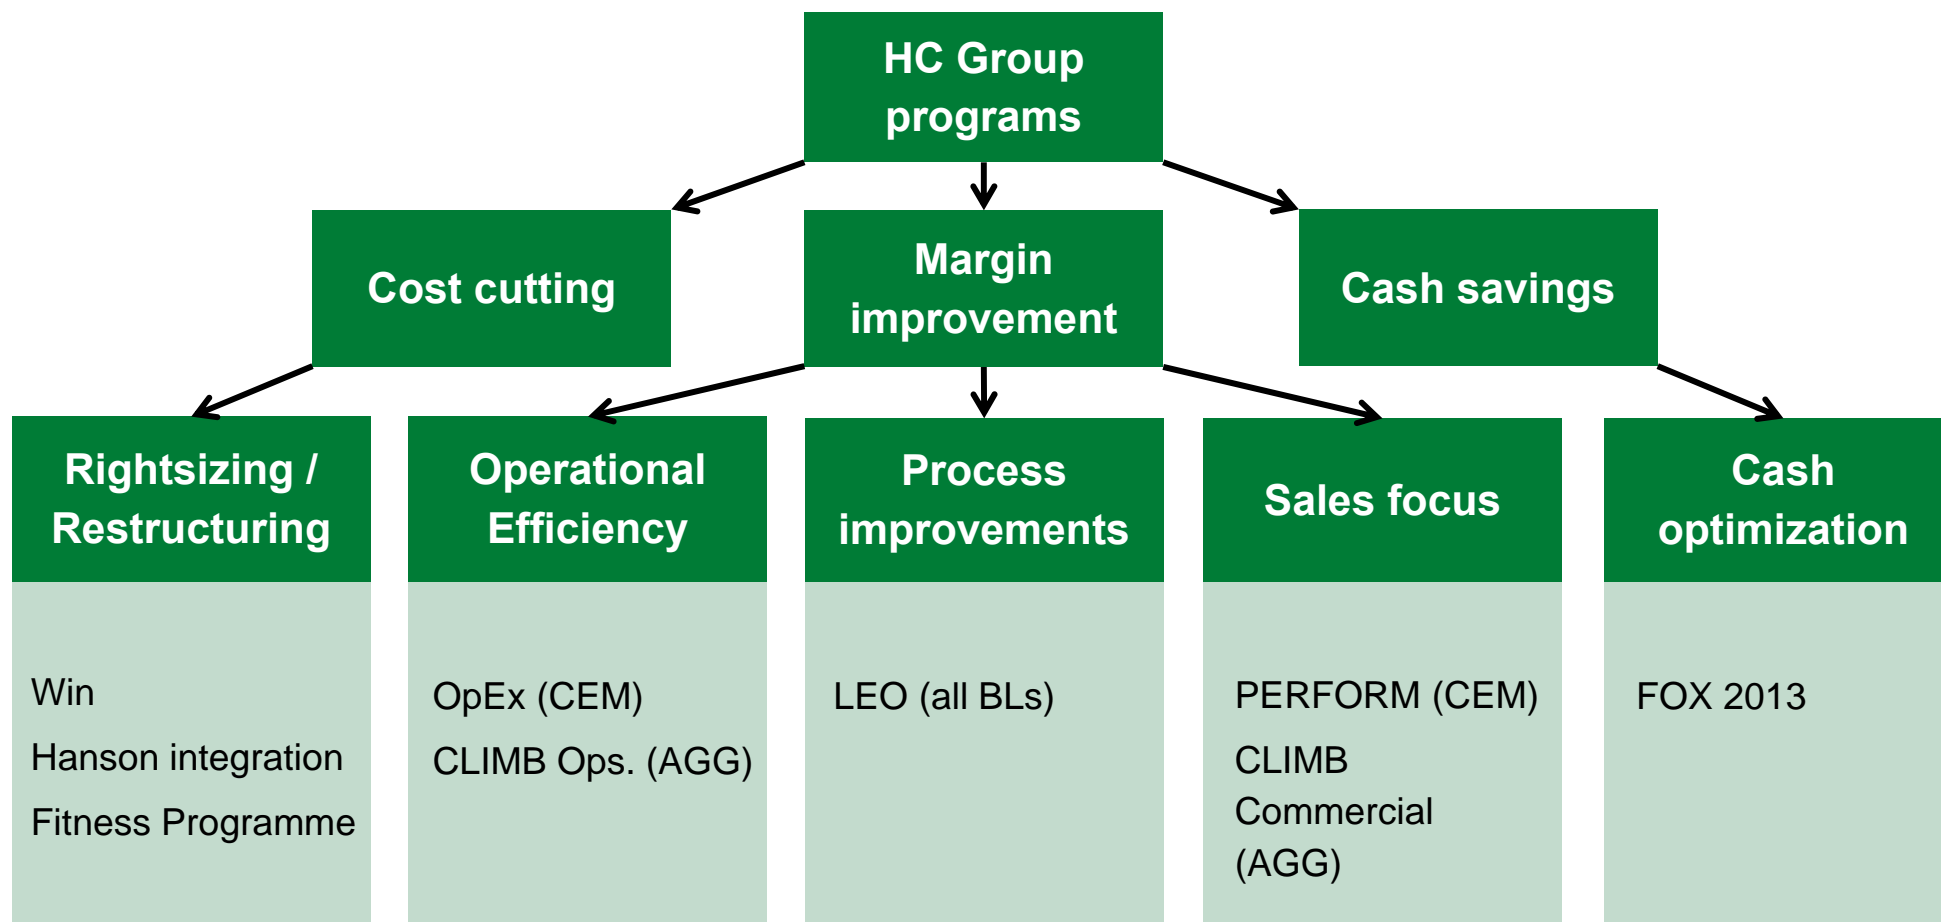 HC Group
programs
Cost cutting
Margin
improvement
Cash savings
Rightsizing /
Restructuring
Operational
Efficiency
Process
improvements
Sales focus
Cash
optimization
Win
Hanson integration
Fitness Programme
OpEx (CEM)
CLIMB Ops. (AGG)
LEO (all BLs)
PERFORM (CEM)
CLIMB
Commercial
(AGG)
FOX 2013